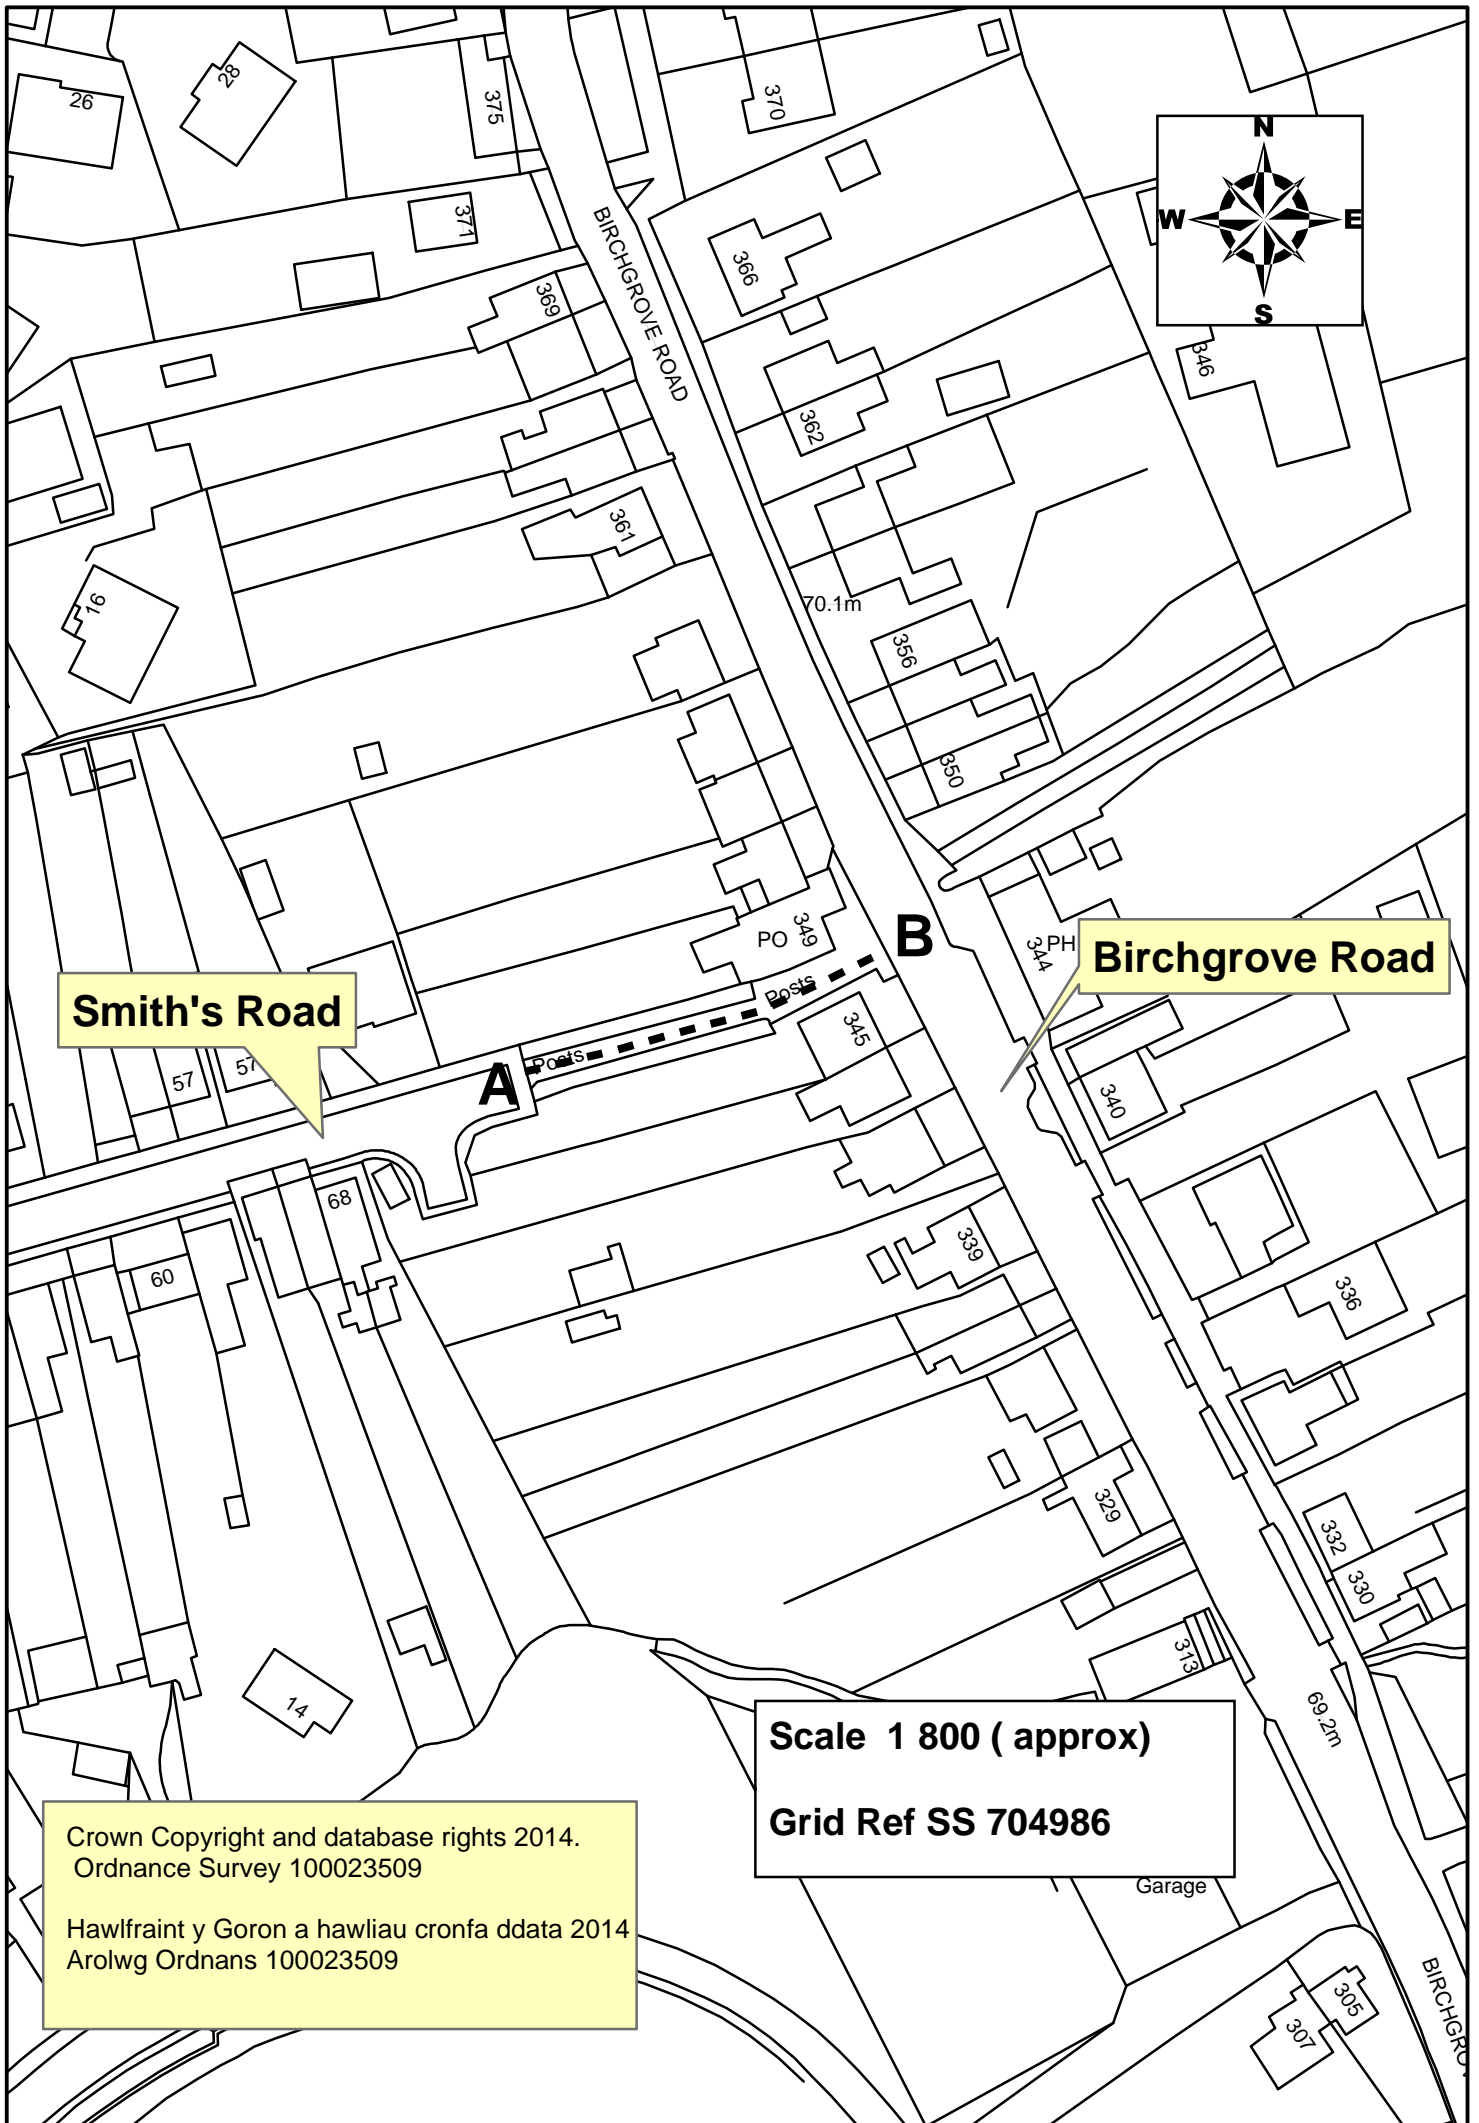 26
28
375
370
N
W
E
S
371
BIRCHGROVE ROAD
366
369
346
362
361
16
70.1m
356
350
PO
349
B
344
PH
Birchgrove Road
Smith's Road
Posts
345
57
57
A
Posts
340
68
60
339
336
329
332
330
313
14
69.2m
Scale 1 800 ( approx)
Grid Ref SS 704986
Crown Copyright and database rights 2014.
Ordnance Survey 100023509
Hawlfraint y Goron a hawliau cronfa ddata 2014
Arolwg Ordnans 100023509
Garage
305
307